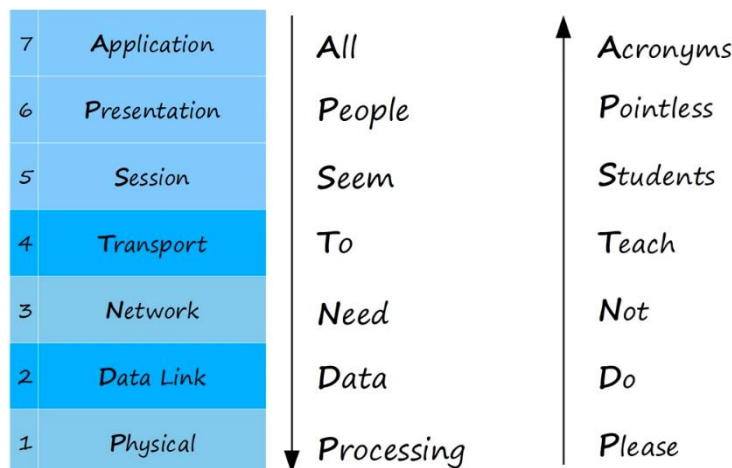 7 Application All Acronyms
6 Presentation People Pointless
5 Session Seem Students
4 Transport To Teach
3 Network Need Not
2 Data Link Data Do
1 Physical Processing Please